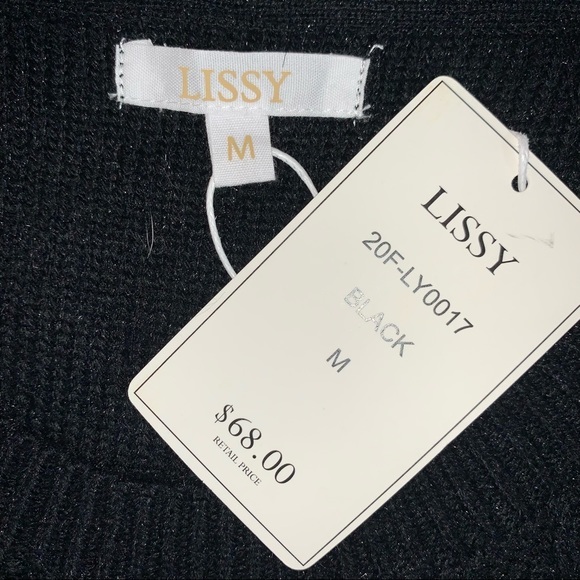 LISSY
M
LISSY
20F-LY0017
BLACK
M
$68.00
RETAIL PRICE